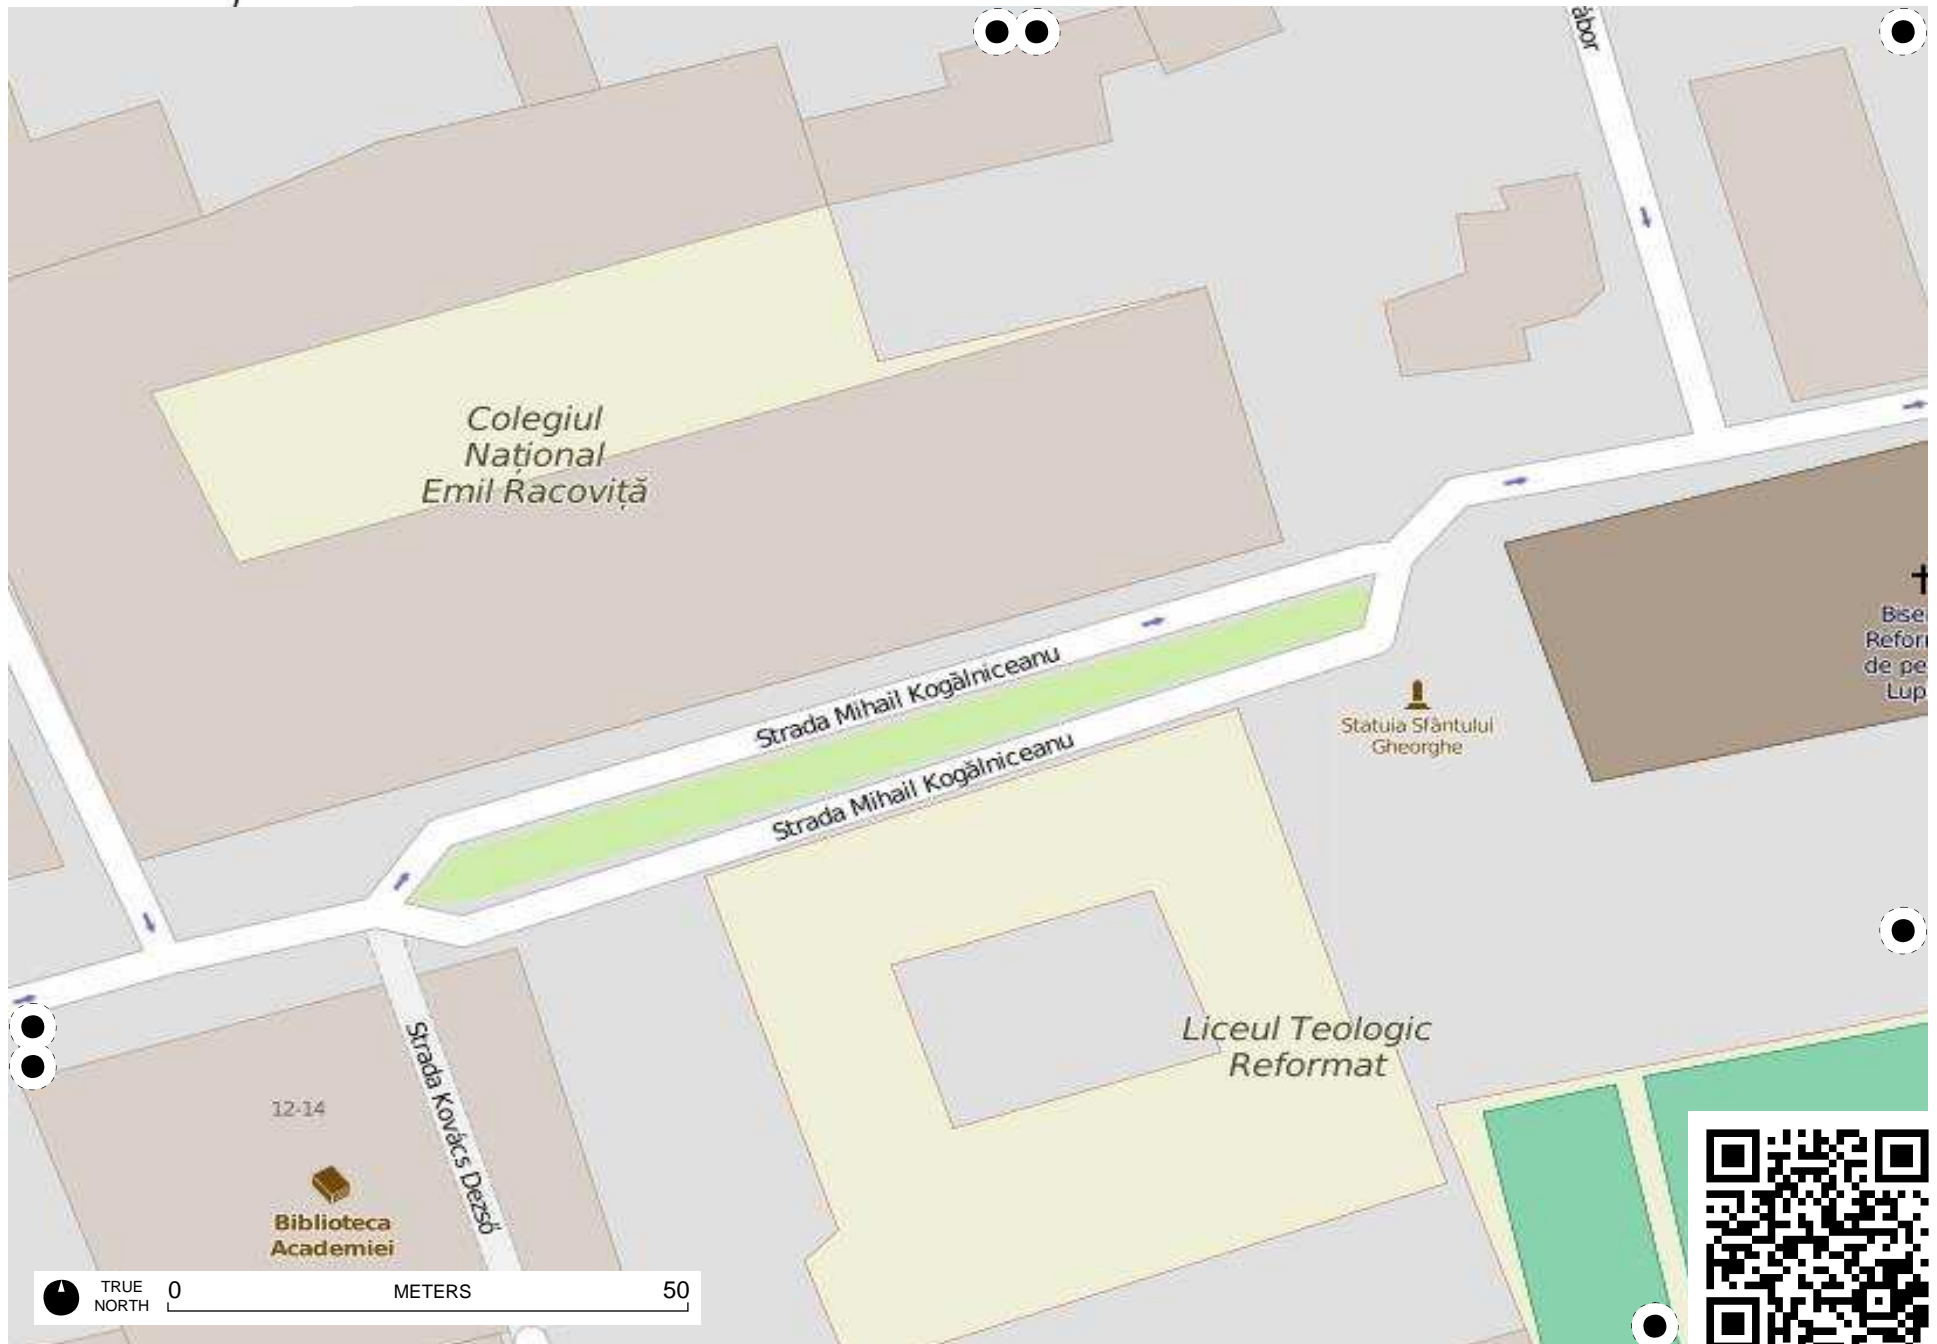 ábor
Colegiul
Național
Emil Racoviță
Strada Mihail Kogălniceanu
Strada Mihail Kogălniceanu
Statuia Sfântului
Gheorghe
Liceul Teologic
Reformat
Strada Kovács Dezső
12-14
Biblioteca
Academiei
TRUE
NORTH
0
METERS
50